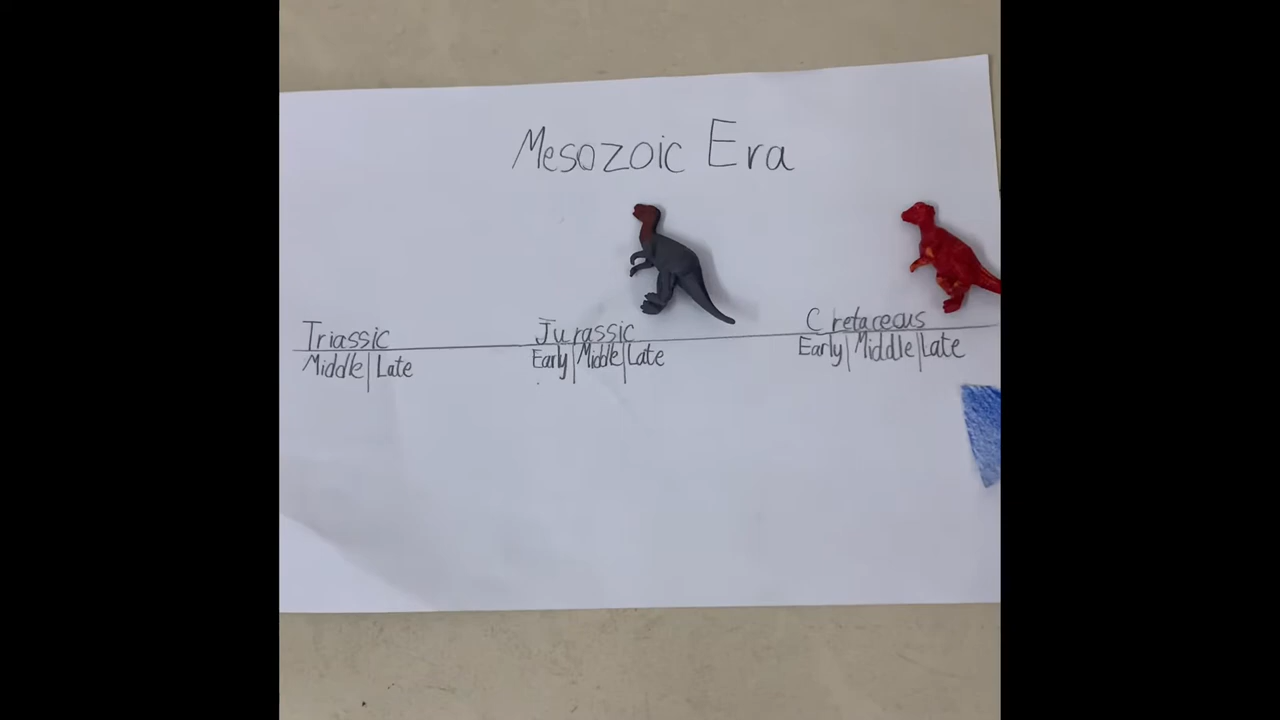 Mesozoic Era
Triassic Jurassic Cretaceous
Middle Late Early Middle Late Early Middle Late